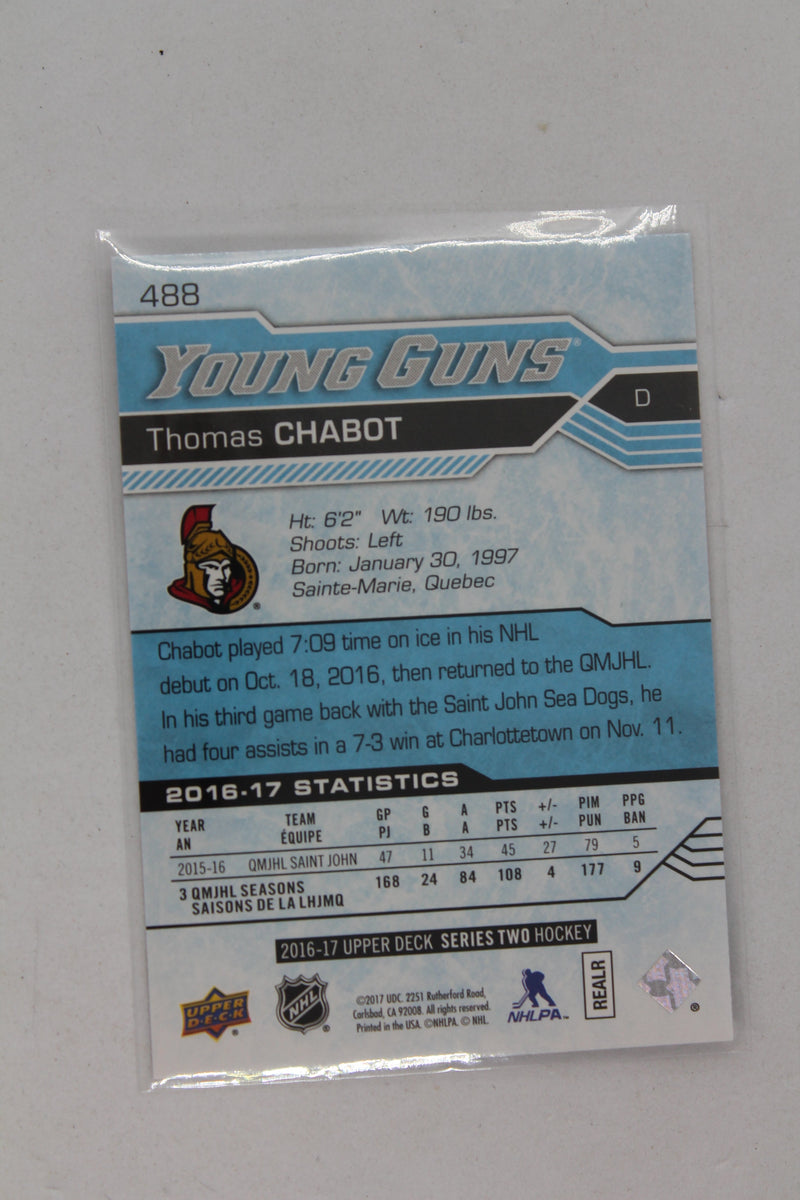 488
YOUNG GUNS®
D
Thomas CHABOT
Ht: 6'2" Wt: 190 lbs.
Shoots: Left
Born: January 30, 1997
Sainte-Marie, Quebec
®
Chabot played 7:09 time on ice in his NHL
debut on Oct. 18, 2016, then returned to the QMJHL.
In his third game back with the Saint John Sea Dogs, he
had four assists in a 7-3 win at Charlottetown on Nov. 11.
2016-17 STATISTICS
YEAR TEAM GP G A PTS +/- PIM PPG
AN ÉQUIPE PJ B A PTS +/- PUN BAN
2015-16 QMJHL SAINT JOHN 47 11 34 45 27 79 5
3 QMJHL SEASONS 168 24 84 108 4 177 9
SAISONS DE LA LHJMQ
2016-17 UPPER DECK SERIES TWO HOCKEY
UPPER
D·E·C·K
®
NHL
®
©2017 UDC. 2251 Rutherford Road,
Carlsbad, CA 92008. All rights reserved.
Printed in the USA. ©NHLPA. © NHL.
NHLPA™
REALR
®